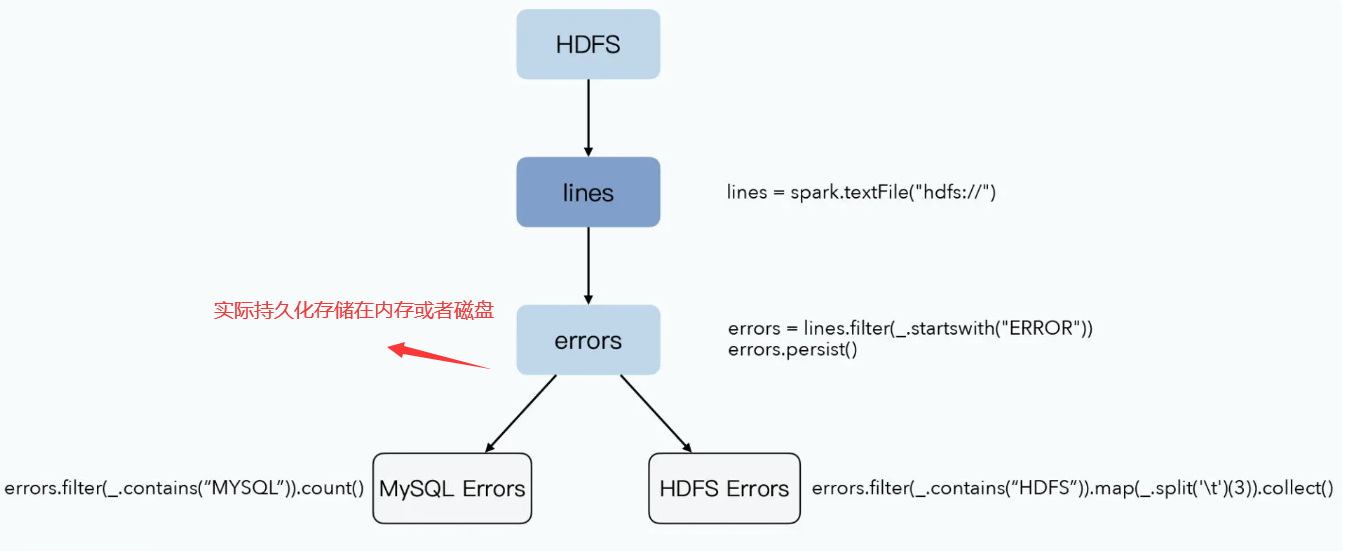 HDFS
lines
lines = spark.textFile("hdfs://")
实际持久化存储在内存或者磁盘
errors
errors = lines.filter(_.startswith("ERROR"))
errors.persist()
errors.filter(_.contains(“MYSQL”)).count()
MySQL Errors
HDFS Errors
errors.filter(_.contains(“HDFS”)).map(_.split('\t')(3)).collect()